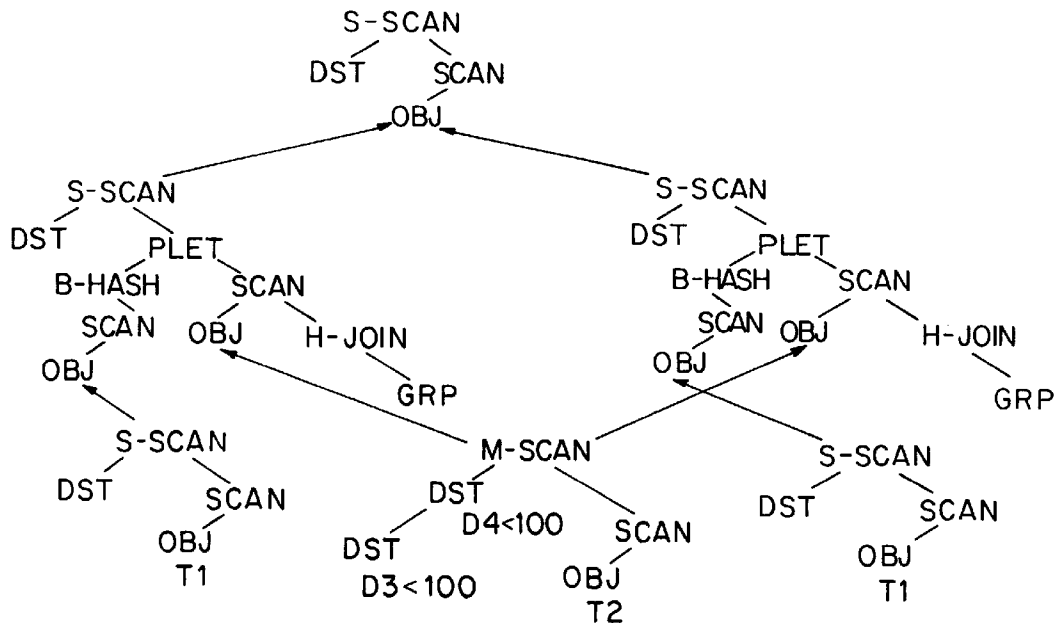 S-SCAN
DST SCAN
OBJ
S-SCAN S-SCAN
DST PLET DST PLET
B-HASH SCAN B-HASH SCAN
SCAN OBJ H-JOIN SCAN OBJ H-JOIN
OBJ GRP OBJ GRP
S-SCAN M-SCAN S-SCAN
DST SCAN DST SCAN DST SCAN
D4<100
OBJ DST OBJ OBJ
T1 D3<100 T2 T1